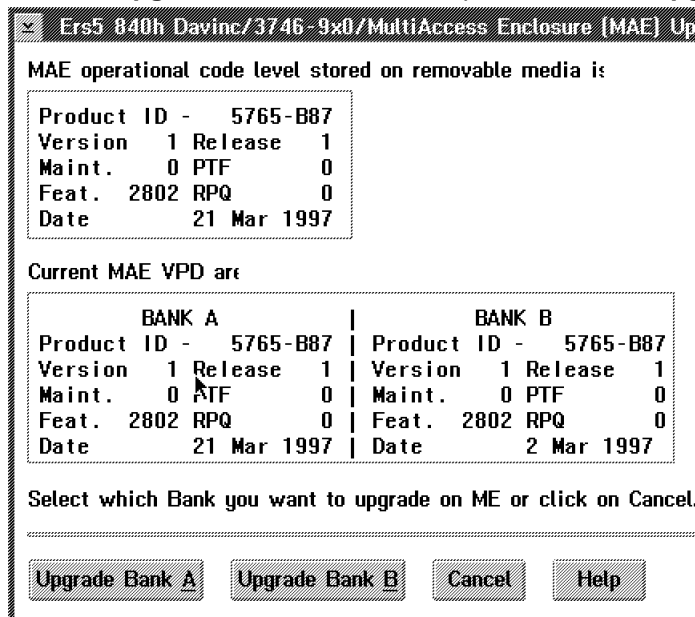 Ers5 840h Davinc/3746-9x0/MultiAccess Enclosure (MAE) Up
MAE operational code level stored on removable media is
Product ID - 5765-B87
Version 1 Release 1
Maint. 0 PTF 0
Feat. 2802 RPQ 0
Date 21 Mar 1997
Current MAE VPD are
BANK A | BANK B
Product ID - 5765-B87 | Product ID - 5765-B87
Version 1 Release 1 | Version 1 Release 1
Maint. 0 PTF 0 | Maint. 0 PTF 0
Feat. 2802 RPQ 0 | Feat. 2802 RPQ 0
Date 21 Mar 1997 | Date 2 Mar 1997
Select which Bank you want to upgrade on ME or click on Cancel.
Upgrade Bank A Upgrade Bank B Cancel Help